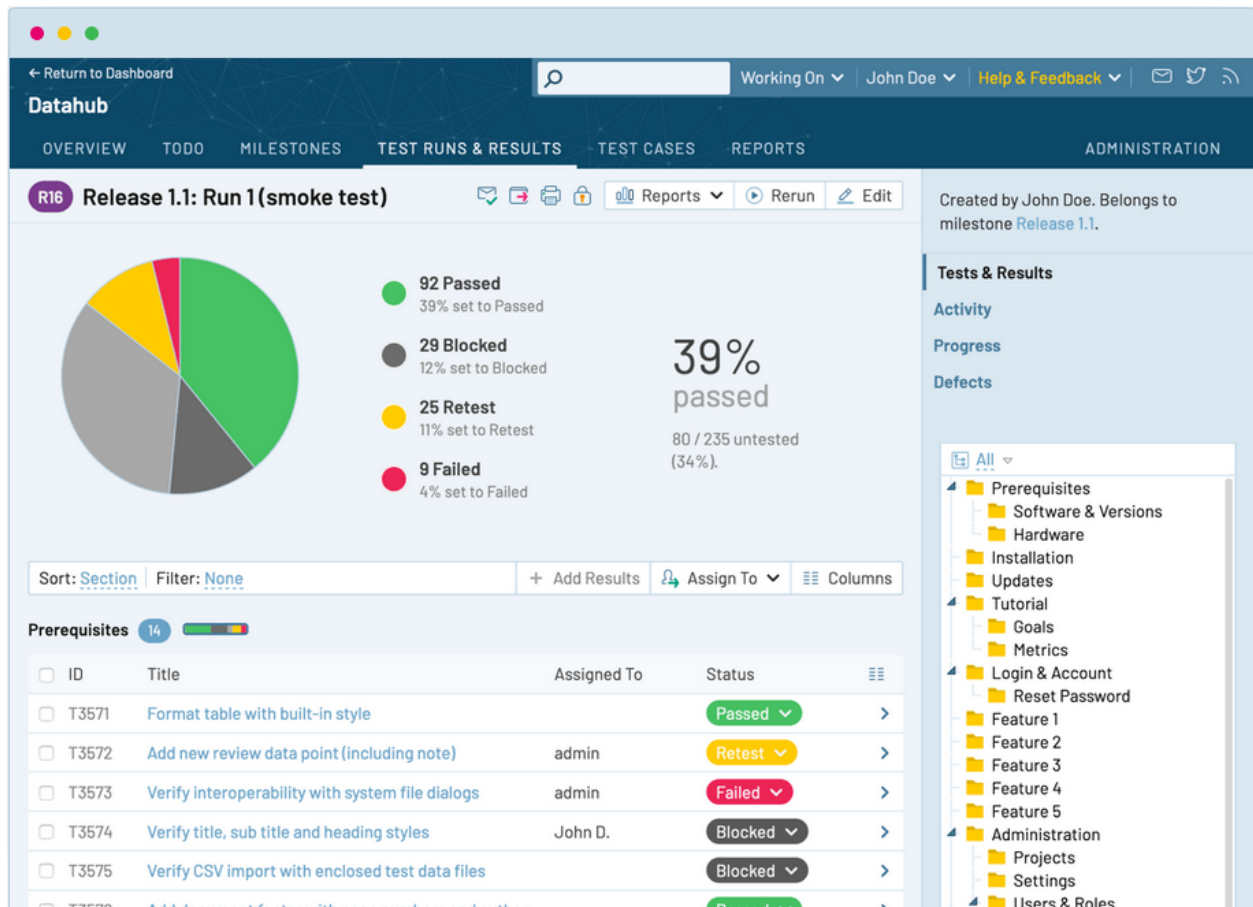 ← Return to Dashboard
Working On
John Doe
Help & Feedback
Datahub
OVERVIEW TODO MILESTONES TEST RUNS & RESULTS TEST CASES REPORTS ADMINISTRATION
R16 Release 1.1: Run 1 (smoke test)
Reports
Rerun
Edit
92 Passed
39% set to Passed
29 Blocked
12% set to Blocked
25 Retest
11% set to Retest
9 Failed
4% set to Failed
39%
passed
80 / 235 untested
(34%).
Sort: Section Filter: None
+ Add Results
Assign To
Columns
Prerequisites 14
ID Title Assigned To Status
T3571 Format table with built-in style Passed
T3572 Add new review data point (including note) admin Retest
T3573 Verify interoperability with system file dialogs admin Failed
T3574 Verify title, sub title and heading styles John D. Blocked
T3575 Verify CSV import with enclosed test data files Blocked
Created by John Doe. Belongs to
milestone Release 1.1.
Tests & Results
Activity
Progress
Defects
All
Prerequisites
Software & Versions
Hardware
Installation
Updates
Tutorial
Goals
Metrics
Login & Account
Reset Password
Feature 1
Feature 2
Feature 3
Feature 4
Feature 5
Administration
Projects
Settings
Users & Roles